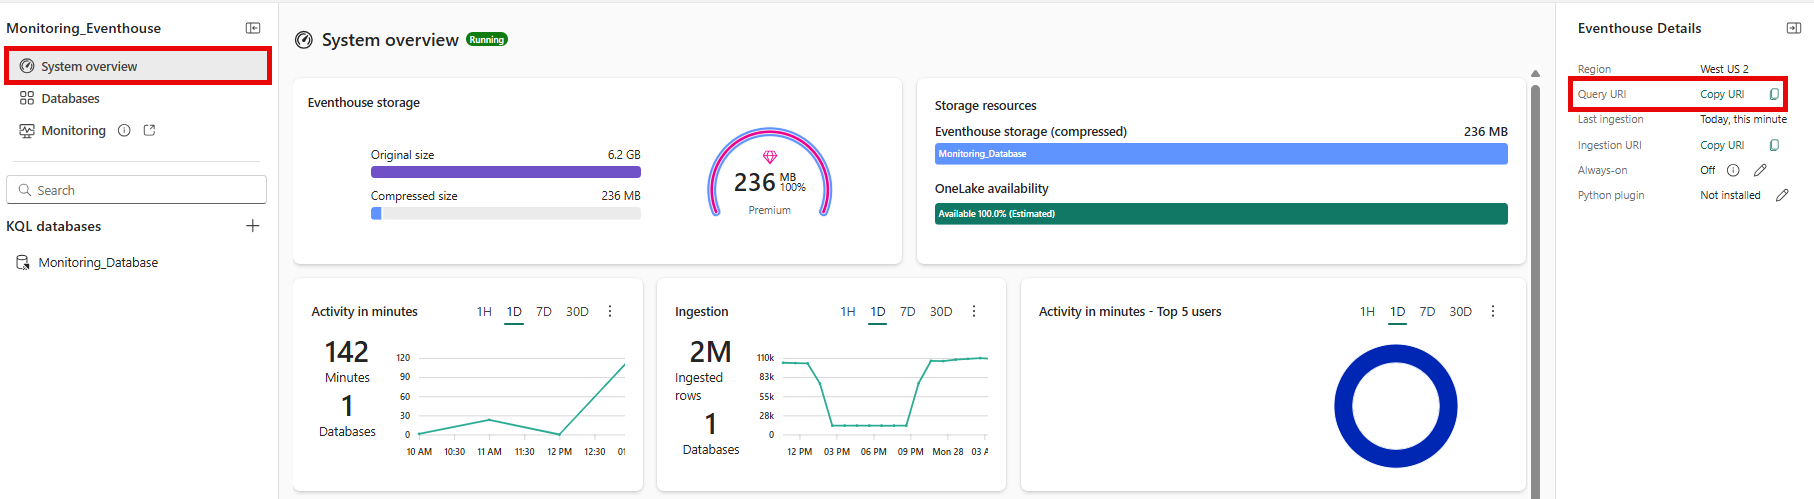 Monitoring_Eventhouse
System overview
Databases
Monitoring
Search
KQL databases
Monitoring_Database
System overview Running
Eventhouse storage
Original size 6.2 GB
Compressed size 236 MB
236 MB 100%
Premium
Storage resources
Eventhouse storage (compressed) 236 MB
Monitoring_Database
OneLake availability
Available 100.0% (Estimated)
Activity in minutes 1H 1D 7D 30D
142
Minutes
1
Databases
120
90
60
30
0
10 AM 10:30 11 AM 11:30 12 PM 12:30 01
Ingestion 1H 1D 7D 30D
2M
Ingested
rows
1
Databases
110k
83k
55k
28k
0
12 PM 03 PM 06 PM 09 PM Mon 28 03 A
Activity in minutes - Top 5 users 1H 1D 7D 30D
Eventhouse Details
Region West US 2
Query URI Copy URI
Last ingestion Today, this minute
Ingestion URI Copy URI
Always-on Off
Python plugin Not installed